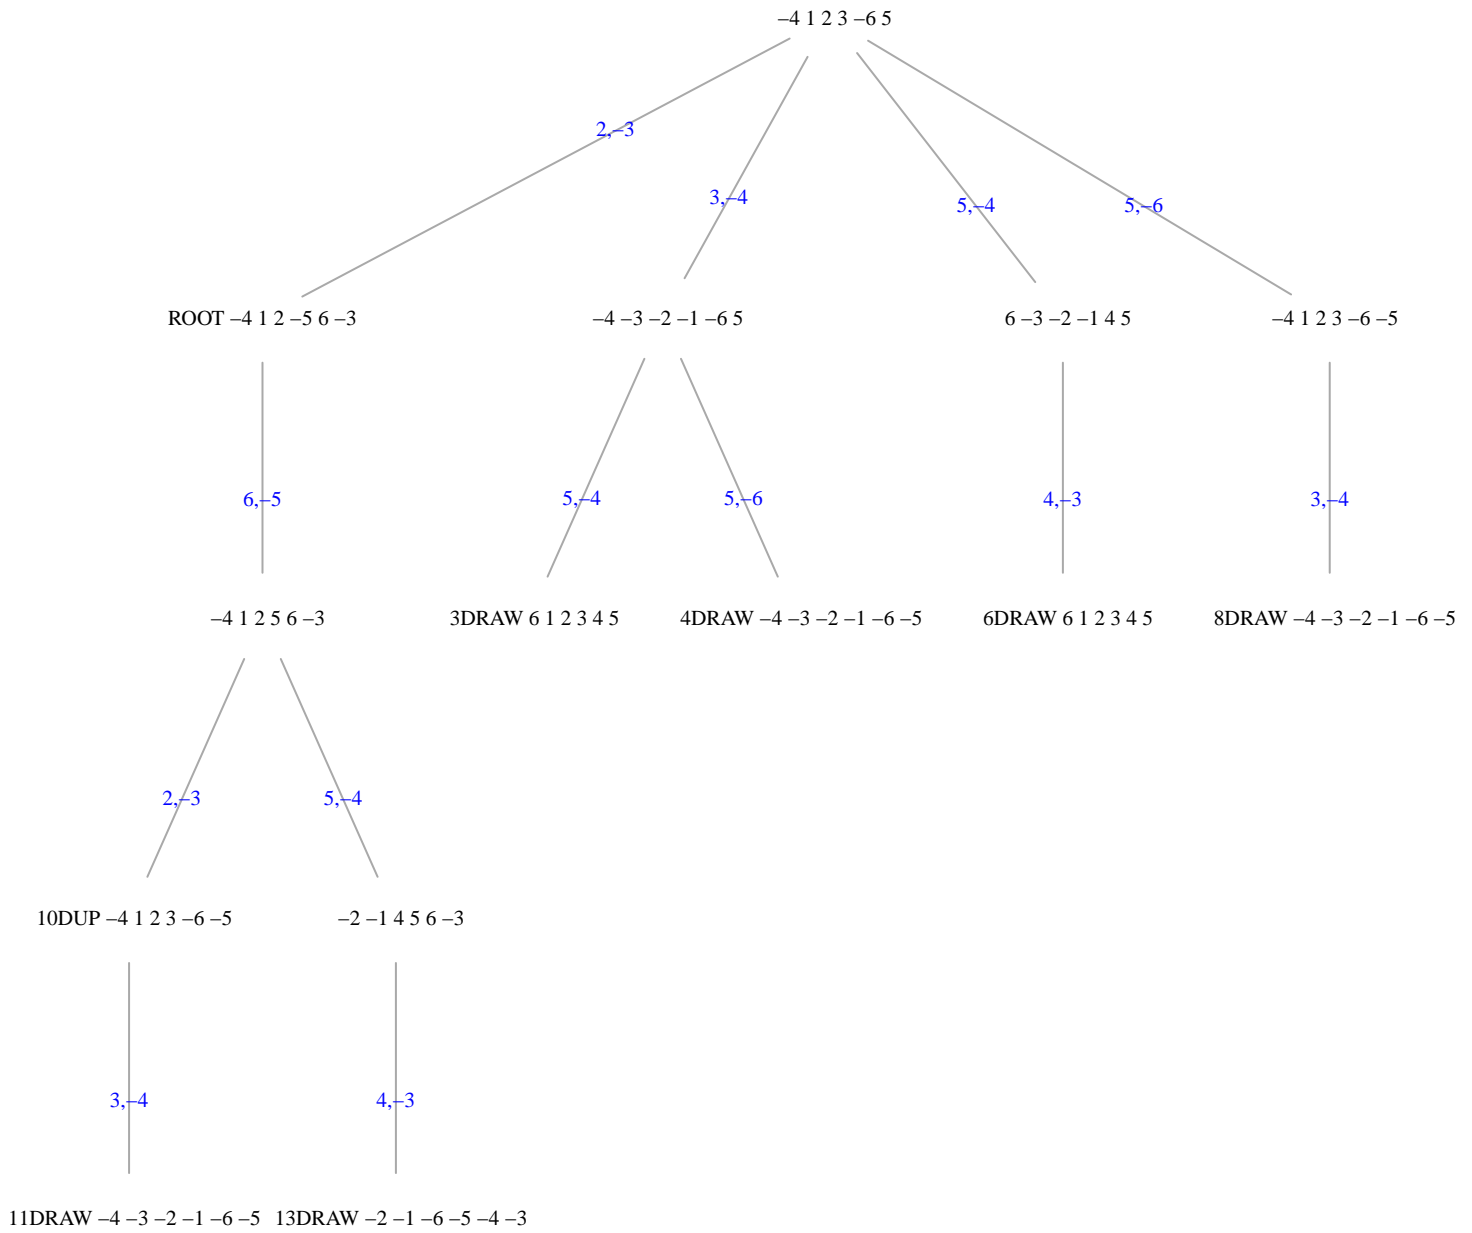 −4 1 2 3 −6 5
2,−3
3,−4
5,−4
5,−6
ROOT −4 1 2 −5 6 −3
−4 −3 −2 −1 −6 5
6 −3 −2 −1 4 5
−4 1 2 3 −6 −5
6,−5
5,−4
5,−6
4,−3
3,−4
−4 1 2 5 6 −3
3DRAW 6 1 2 3 4 5
4DRAW −4 −3 −2 −1 −6 −5
6DRAW 6 1 2 3 4 5
8DRAW −4 −3 −2 −1 −6 −5
2,−3
5,−4
10DUP −4 1 2 3 −6 −5
−2 −1 4 5 6 −3
3,−4
4,−3
11DRAW −4 −3 −2 −1 −6 −5
13DRAW −2 −1 −6 −5 −4 −3